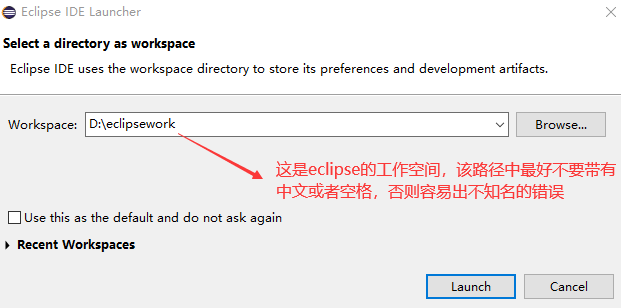 Eclipse IDE Launcher
Select a directory as workspace
Eclipse IDE uses the workspace directory to store its preferences and development artifacts.
Workspace: D:\eclipsework Browse...
这是eclipse的工作空间，该路径中最好不要带有
中文或者空格，否则容易出不知名的错误
Use this as the default and do not ask again
Recent Workspaces
Launch Cancel